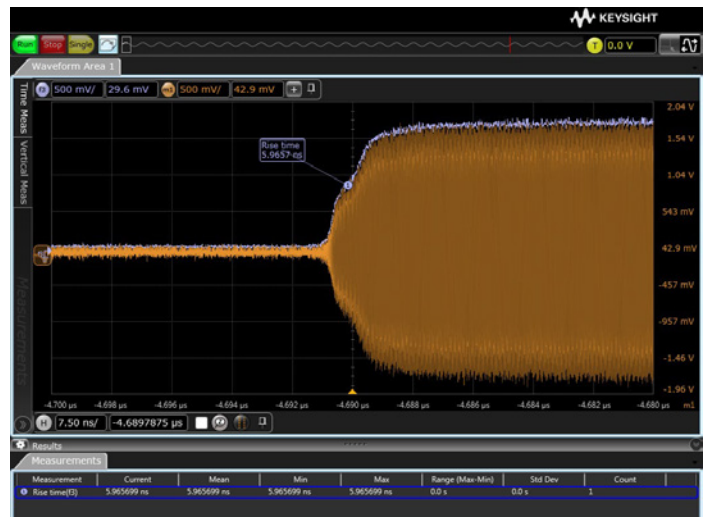 KEYSIGHT
Run Stop Single T 0.0 V
Waveform Area 1
f3 500 mV/ 29.6 mV m1 500 mV/ 42.9 mV +
Time Meas
Vertical Meas
Measurements
2.04 V
1.54 V
1.04 V
543 mV
42.9 mV
-457 mV
-957 mV
-1.46 V
-1.96 V
Rise time
5.9657 ns
-4.700 µs -4.698 µs -4.696 µs -4.694 µs -4.692 µs -4.690 µs -4.688 µs -4.686 µs -4.684 µs -4.682 µs -4.680 µs m1
H 7.50 ns/ -4.6897875 µs
Results
Measurements
Measurement Current Mean Min Max Range (Max-Min) Std Dev Count
Rise time(f3) 5.965699 ns 5.965699 ns 5.965699 ns 5.965699 ns 0.0 s 0.0 s 1